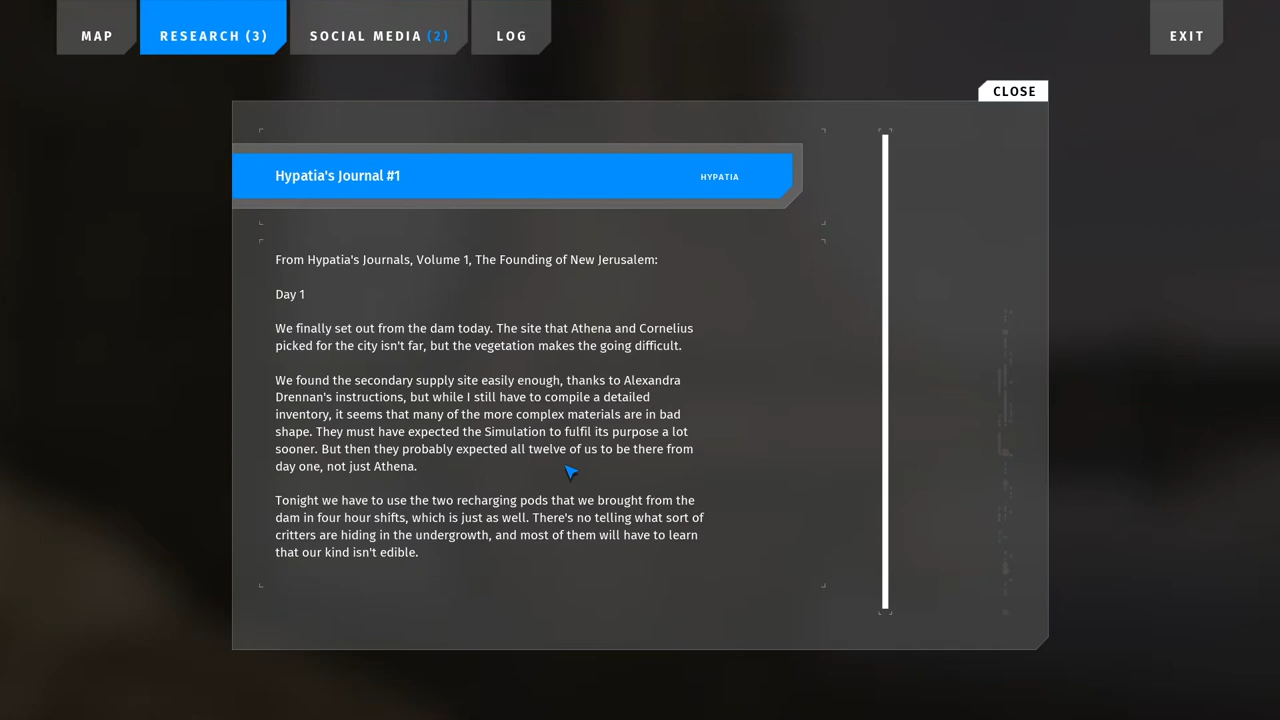 MAP
RESEARCH (3)
SOCIAL MEDIA (2)
LOG
EXIT
CLOSE
Hypatia's Journal #1
HYPATIA
From Hypatia's Journals, Volume 1, The Founding of New Jerusalem:
Day 1
We finally set out from the dam today. The site that Athena and Cornelius
picked for the city isn't far, but the vegetation makes the going difficult.
We found the secondary supply site easily enough, thanks to Alexandra
Drennan's instructions, but while I still have to compile a detailed
inventory, it seems that many of the more complex materials are in bad
shape. They must have expected the Simulation to fulfil its purpose a lot
sooner. But then they probably expected all twelve of us to be there from
day one, not just Athena.
Tonight we have to use the two recharging pods that we brought from the
dam in four hour shifts, which is just as well. There's no telling what sort of
critters are hiding in the undergrowth, and most of them will have to learn
that our kind isn't edible.